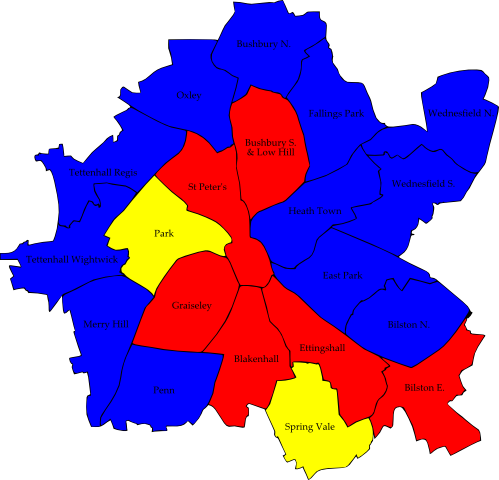 Bushbury N.
Oxley
Fallings Park
Wednesfield N.
Bushbury S.
& Low Hill
Tettenhall Regis
St Peter's
Wednesfield S.
Heath Town
Park
Tettenhall Wightwick
East Park
Graiseley
Merry Hill
Bilston N.
Ettingshall
Blakenhall
Penn
Bilston E.
Spring Vale